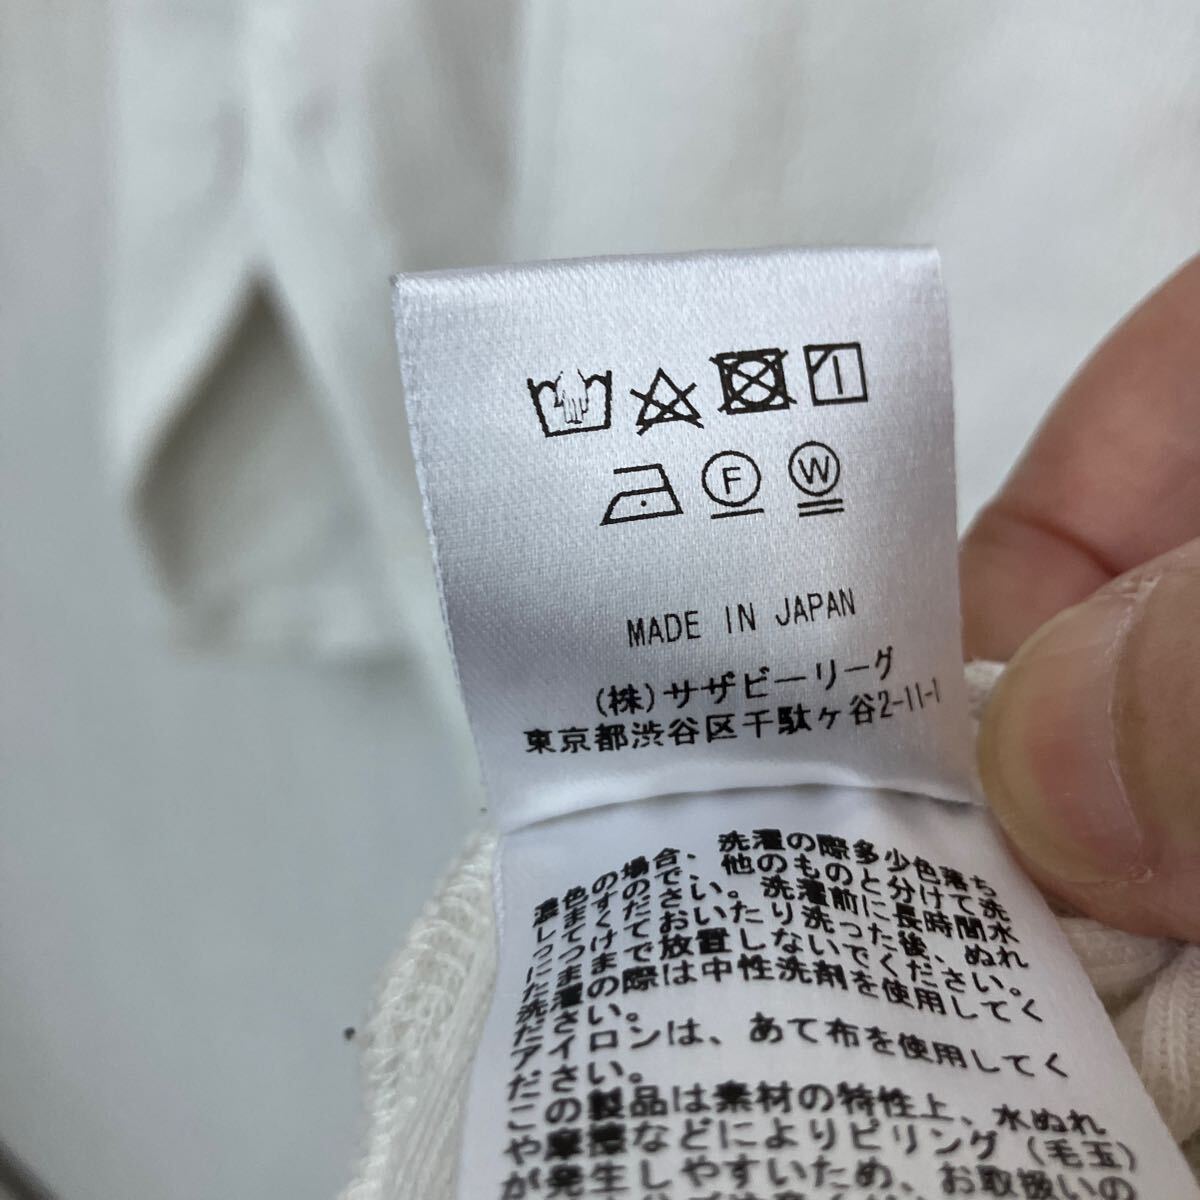 F W
MADE IN JAPAN
(株)サザビーリーグ
東京都渋谷区千駄ヶ谷2-11-1
濃色の場合、洗濯の際多少色落ち
しますので、他のものと分けて洗
ってください。洗濯前に長時間水
につけておいたり洗った後、ぬれ
たままで放置しないでください。
洗濯の際は中性洗剤を使用してく
ださい。
アイロンは、あて布を使用してく
ださい。
この製品は素材の特性上、水ぬれ
や摩擦などによりピリング(毛玉)
が発生しやすいため、お取扱いの